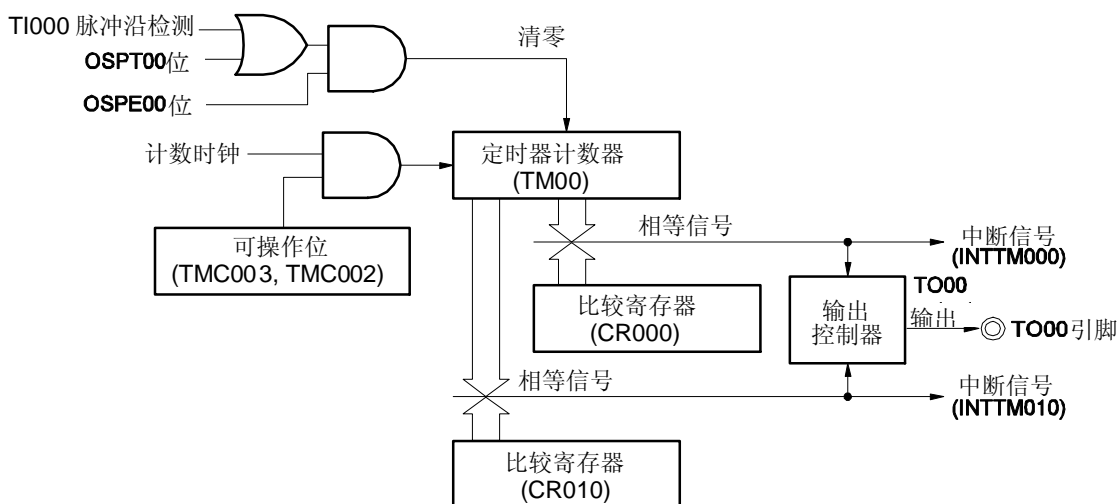 TI000 脉冲沿检测
OSPT00位
OSPE00位
清零
计数时钟
定时器计数器
(TM00)
可操作位
(TMC003, TMC002)
相等信号
中断信号
(INTTM000)
比较寄存器
(CR000)
TO00
输出
控制器
输出
TO00引脚
相等信号
中断信号
(INTTM010)
比较寄存器
(CR010)